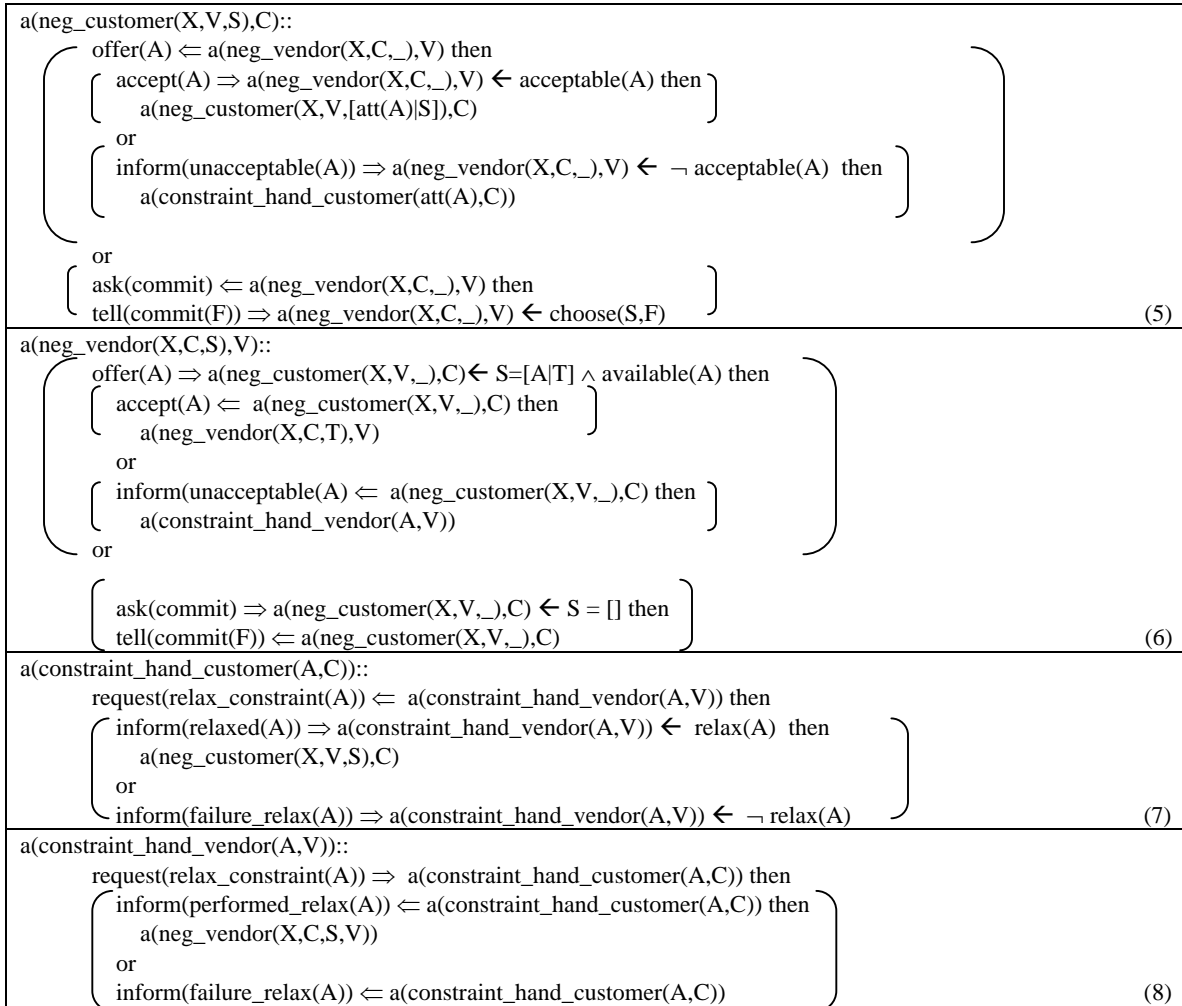 a(neg_customer(X,V,S),C)::
offer(A) ⇐ a(neg_vendor(X,C,_),V) then
accept(A) ⇒ a(neg_vendor(X,C,_),V) ← acceptable(A) then
a(neg_customer(X,V,[att(A)|S]),C)
or
inform(unacceptable(A)) ⇒ a(neg_vendor(X,C,_),V) ← ¬ acceptable(A) then
a(constraint_hand_customer(att(A),C))
or
ask(commit) ⇐ a(neg_vendor(X,C,_),V) then
tell(commit(F)) ⇒ a(neg_vendor(X,C,_),V) ← choose(S,F) (5)
a(neg_vendor(X,C,S),V)::
offer(A) ⇒ a(neg_customer(X,V,_),C)← S=[A|T] ∧ available(A) then
accept(A) ⇐ a(neg_customer(X,V,_),C) then
a(neg_vendor(X,C,T),V)
or
inform(unacceptable(A) ⇐ a(neg_customer(X,V,_),C) then
a(constraint_hand_vendor(A,V))
or
ask(commit) ⇒ a(neg_customer(X,V,_),C) ← S = [] then
tell(commit(F)) ⇐ a(neg_customer(X,V,_),C) (6)
a(constraint_hand_customer(A,C))::
request(relax_constraint(A)) ⇐ a(constraint_hand_vendor(A,V)) then
inform(relaxed(A)) ⇒ a(constraint_hand_vendor(A,V)) ← relax(A) then
a(neg_customer(X,V,S),C)
or
inform(failure_relax(A)) ⇒ a(constraint_hand_vendor(A,V)) ← ¬ relax(A) (7)
a(constraint_hand_vendor(A,V))::
request(relax_constraint(A)) ⇒ a(constraint_hand_customer(A,C)) then
inform(performed_relax(A)) ⇐ a(constraint_hand_customer(A,C)) then
a(neg_vendor(X,C,S,V))
or
inform(failure_relax(A)) ⇐ a(constraint_hand_customer(A,C)) (8)